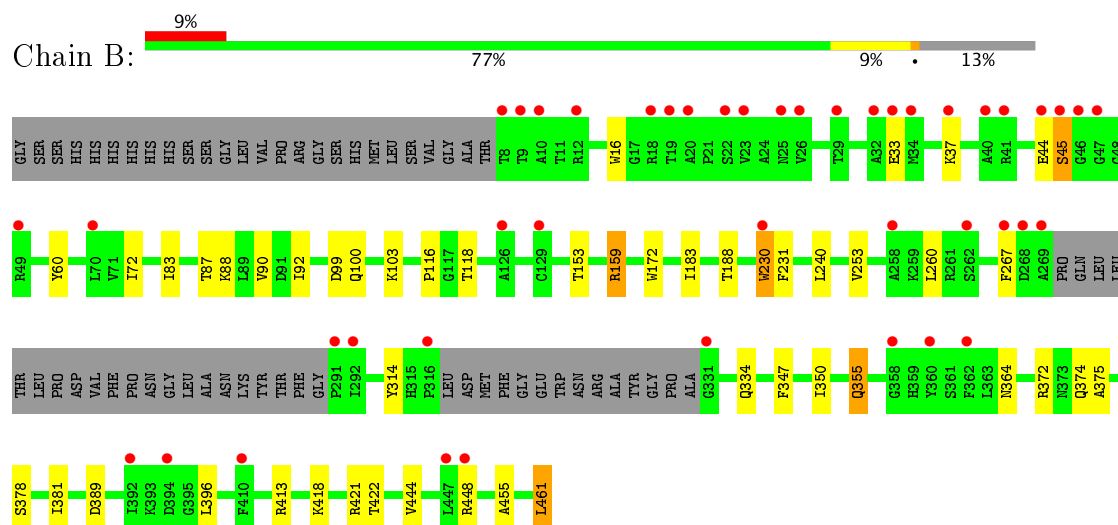 9%
Chain B:
77% 9% • 13%
GLY SER SER HIS HIS HIS HIS HIS HIS SER SER GLY LEU VAL PRO ARG GLY SER HIS MET LEU SER VAL GLY ALA THR T8 T9 A10 T11 R12 W16 G17 R18 T19 A20 P21 S22 V23 A24 N25 V26 T29 A32 E33 M34 K37 A40 R41 E44 S45 G46 G47 G48
R49 Y60 L70 V71 I72 I83 T87 K88 L89 V90 D91 I92 D99 Q100 K103 P116 G117 T118 A126 C129 T153 R159 W172 I183 T188 W230 F231 L240 V253 A258 K259 L260 R261 S262 F267 D268 A269 PRO GLN LEU LEU
THR LEU PRO ASP VAL PHE PRO ASN GLY LEU ALA ASN LYS TYR THR PHE GLY P291 I292 Y314 H315 P316 LEU ASP MET PHE GLY GLU TRP ASN ARG ALA TYR GLY PRO ALA G331 Q334 F347 I350 Q355 G358 H359 Y360 S361 F362 L363 N364 R372 N373 Q374 A375
S378 I381 D389 I392 K393 D394 G395 L396 F410 R413 K418 R421 T422 V444 L447 R448 A455 L461